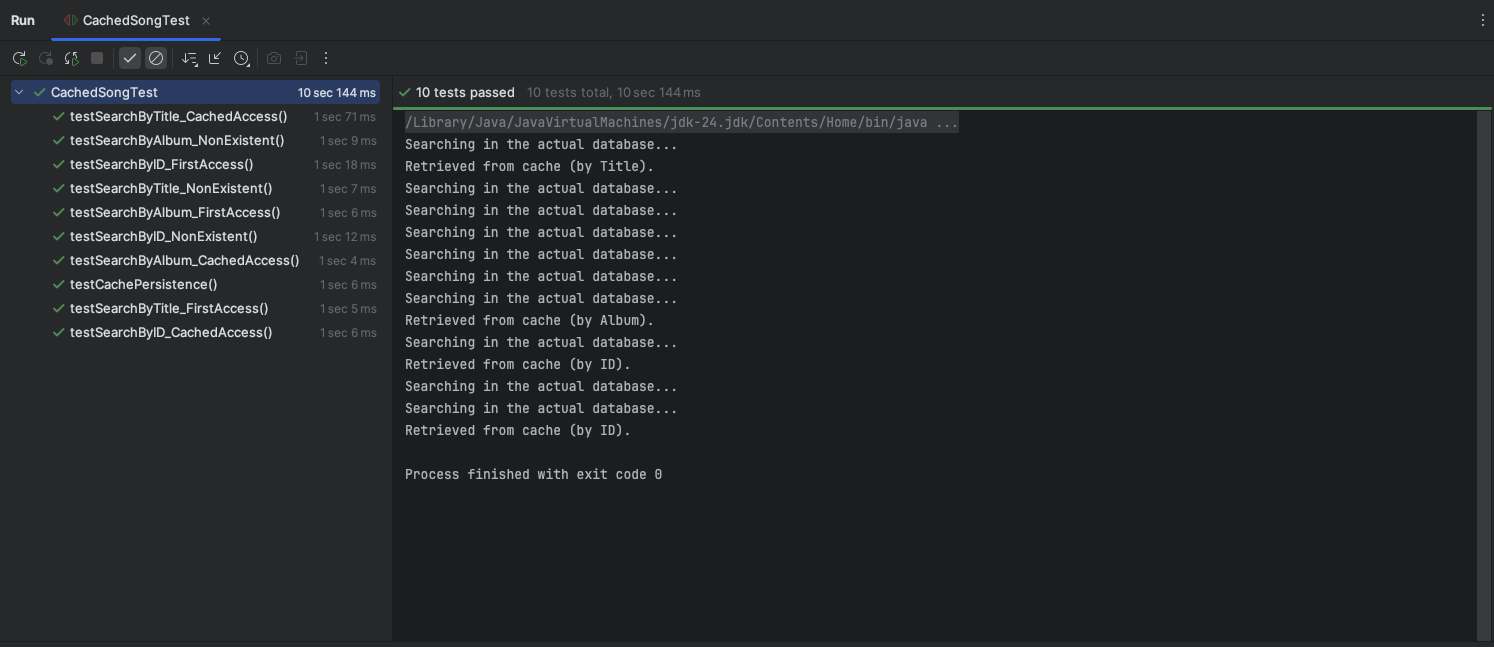 Run CachedSongTest
CachedSongTest 10 sec 144 ms
testSearchByTitle_CachedAccess() 1 sec 71 ms
testSearchByAlbum_NonExistent() 1 sec 9 ms
testSearchByID_FirstAccess() 1 sec 18 ms
testSearchByTitle_NonExistent() 1 sec 7 ms
testSearchByAlbum_FirstAccess() 1 sec 6 ms
testSearchByID_NonExistent() 1 sec 12 ms
testSearchByAlbum_CachedAccess() 1 sec 4 ms
testCachePersistence() 1 sec 6 ms
testSearchByTitle_FirstAccess() 1 sec 5 ms
testSearchByID_CachedAccess() 1 sec 6 ms
10 tests passed 10 tests total, 10 sec 144 ms
/Library/Java/JavaVirtualMachines/jdk-24.jdk/Contents/Home/bin/java ...
Searching in the actual database...
Retrieved from cache (by Title).
Searching in the actual database...
Searching in the actual database...
Searching in the actual database...
Searching in the actual database...
Searching in the actual database...
Searching in the actual database...
Retrieved from cache (by Album).
Searching in the actual database...
Retrieved from cache (by ID).
Searching in the actual database...
Searching in the actual database...
Retrieved from cache (by ID).
Process finished with exit code 0